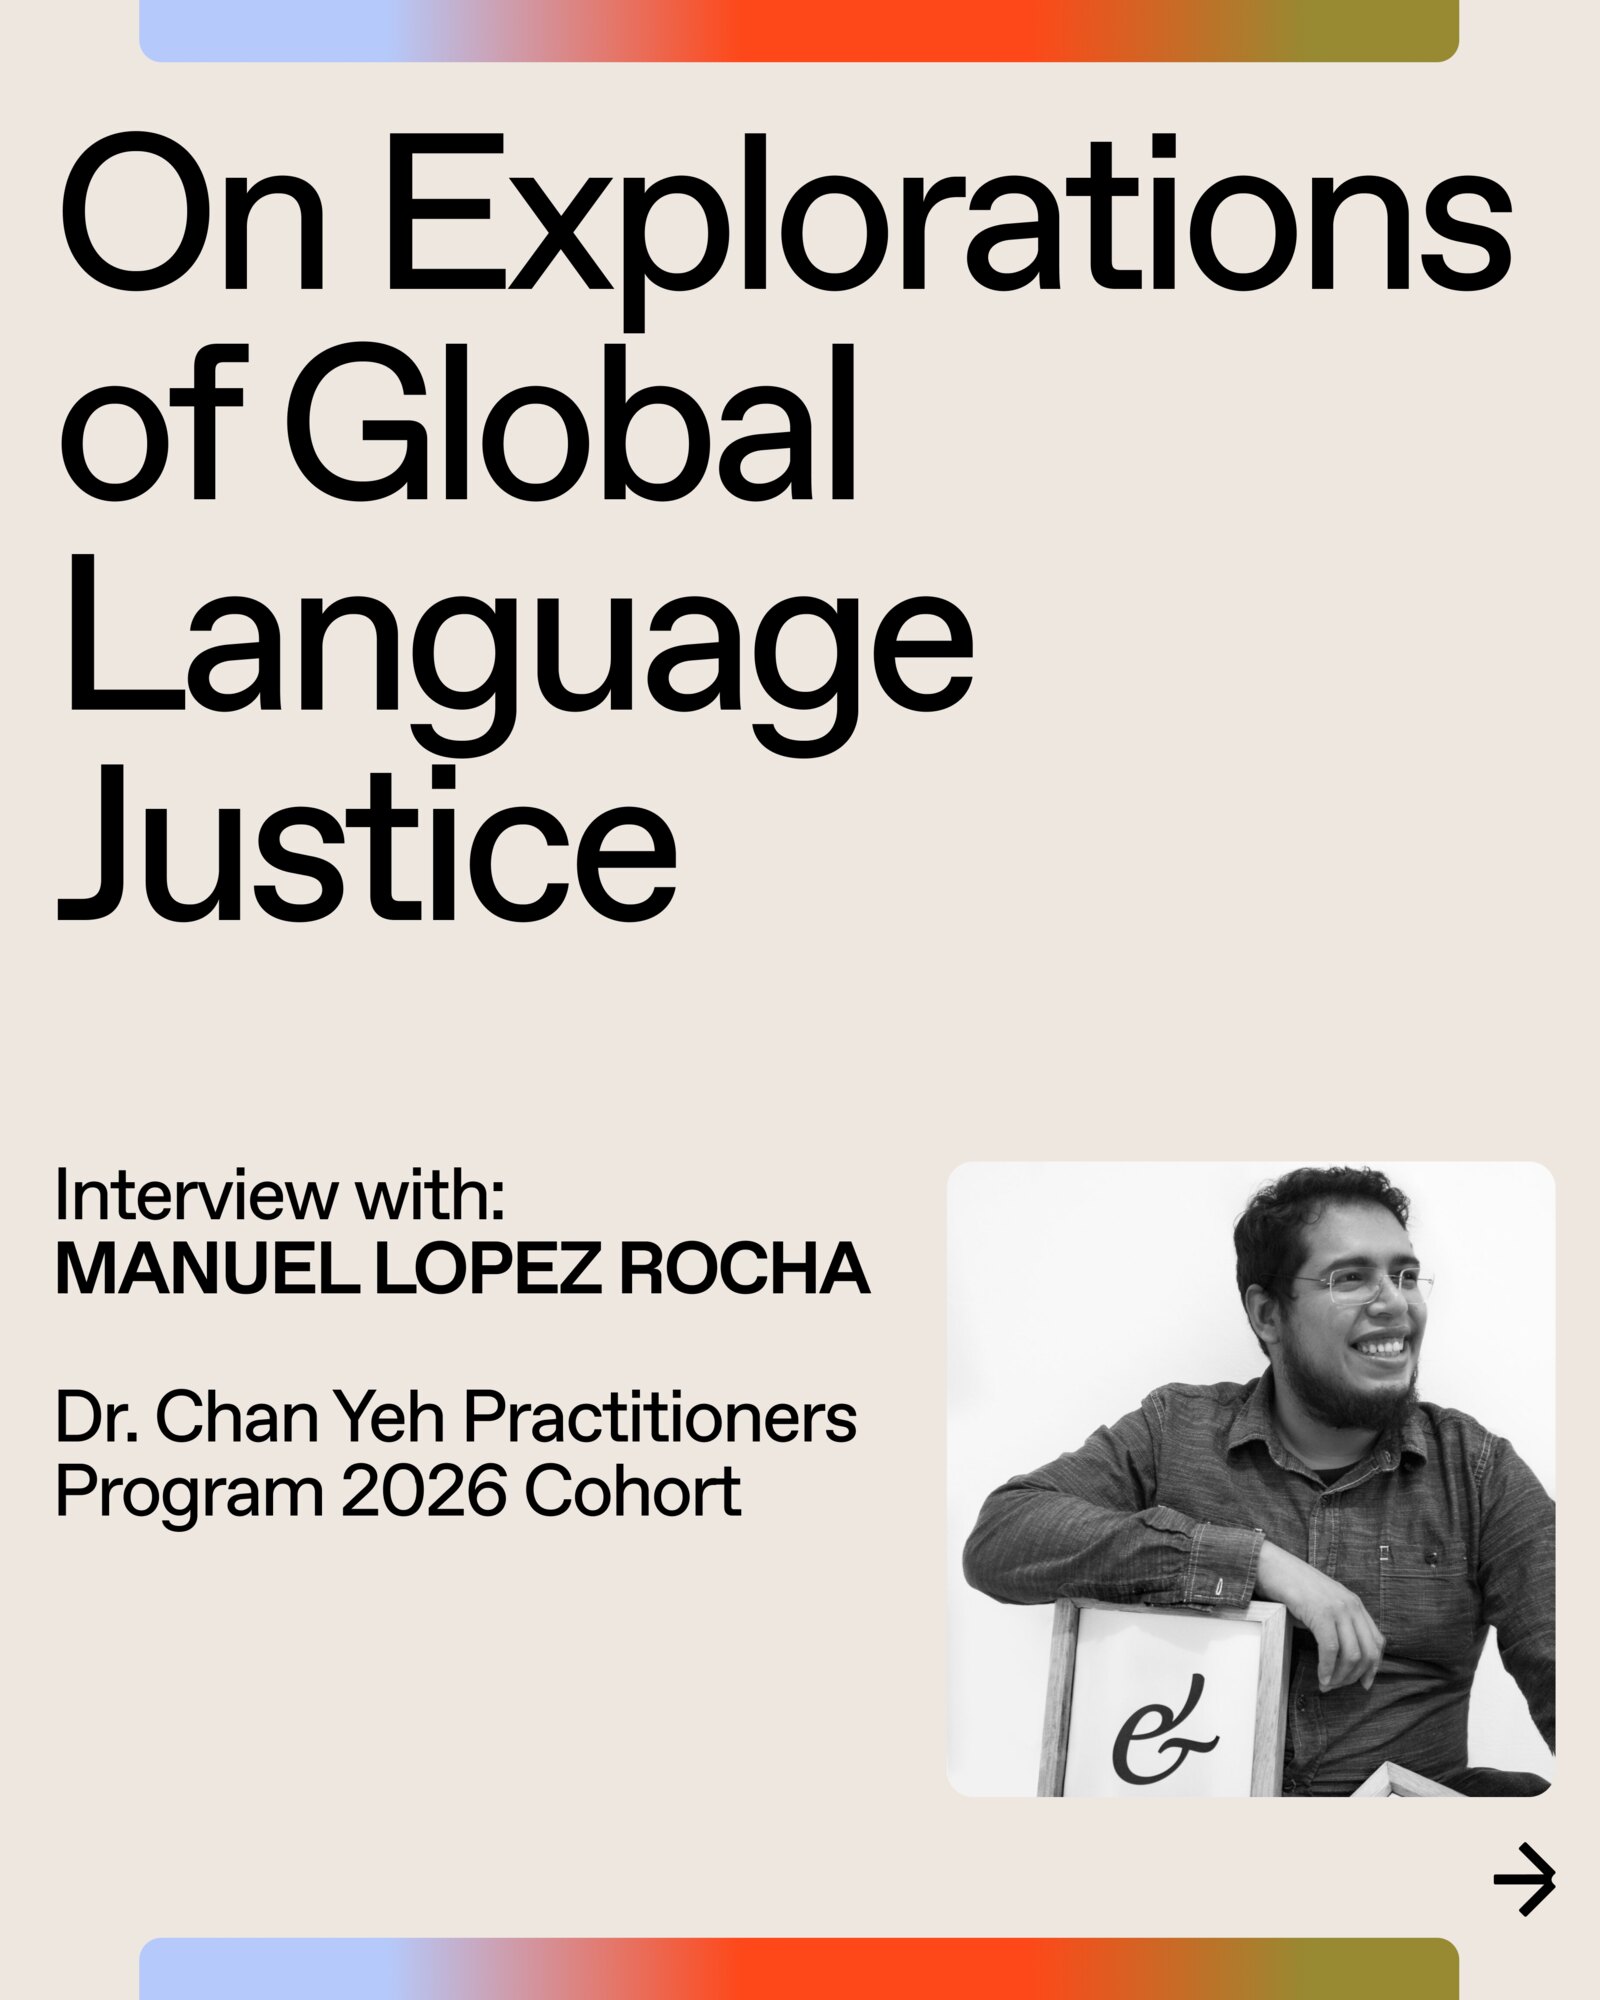 On Explorations
of Global
Language
Justice
Interview with:
MANUEL LOPEZ ROCHA
Dr. Chan Yeh Practitioners
Program 2026 Cohort
&